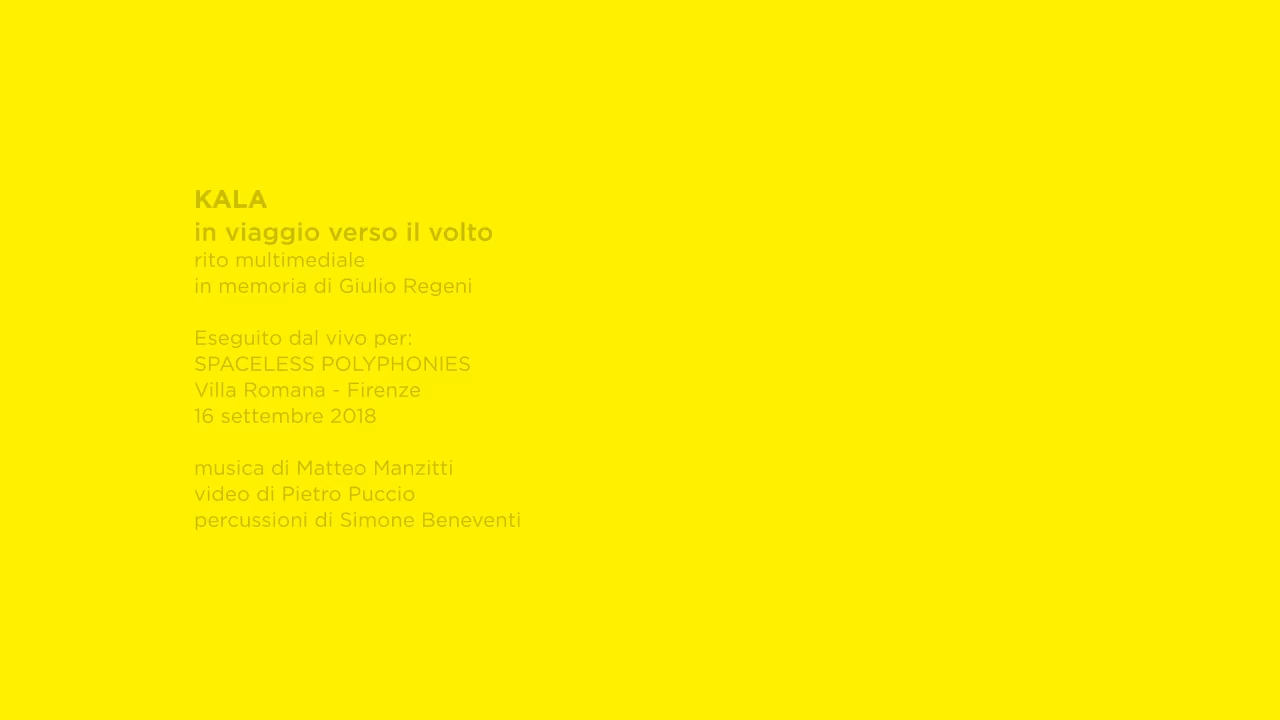 KALA
in viaggio verso il volto
rito multimediale
in memoria di Giulio Regeni
Eseguito dal vivo per:
SPACELESS POLYPHONIES
Villa Romana - Firenze
16 settembre 2018
musica di Matteo Manzitti
video di Pietro Puccio
percussioni di Simone Beneventi